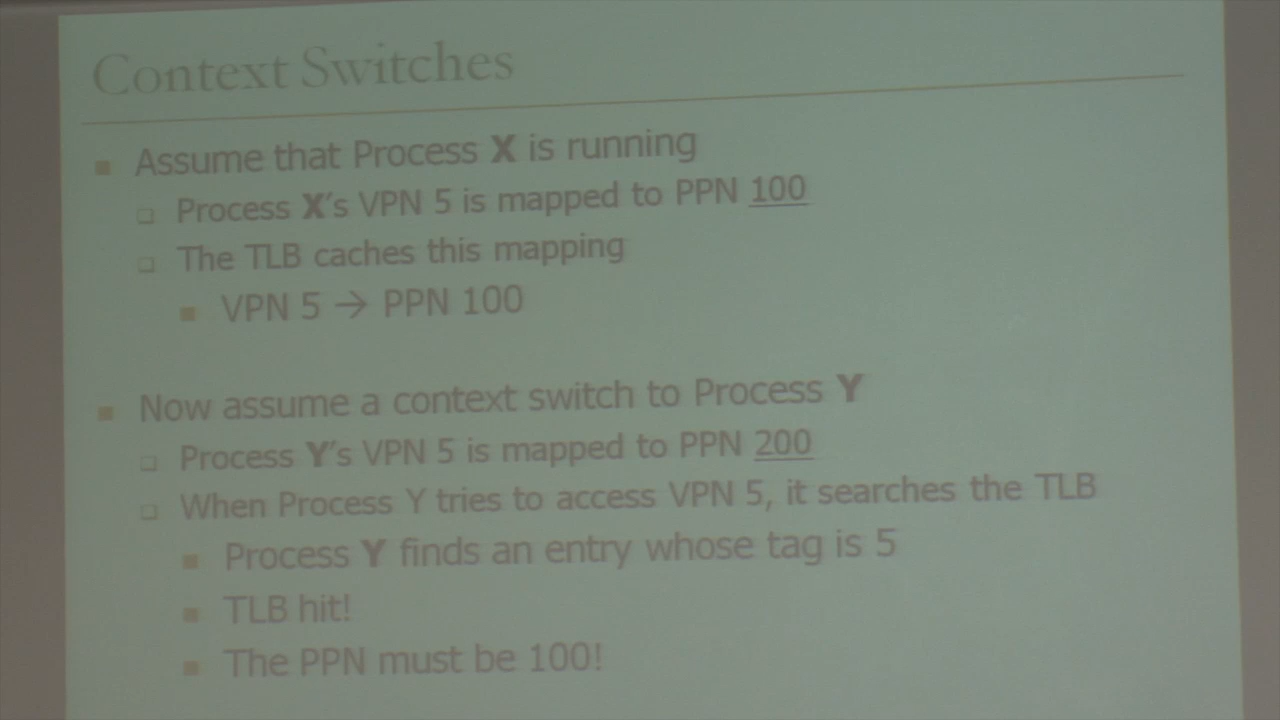 Context Switches
Assume that Process X is running
Process X's VPN 5 is mapped to PPN 100
The TLB caches this mapping
VPN 5 → PPN 100
Now assume a context switch to Process Y
Process Y's VPN 5 is mapped to PPN 200
When Process Y tries to access VPN 5, it searches the TLB
Process Y finds an entry whose tag is 5
TLB hit!
The PPN must be 100!